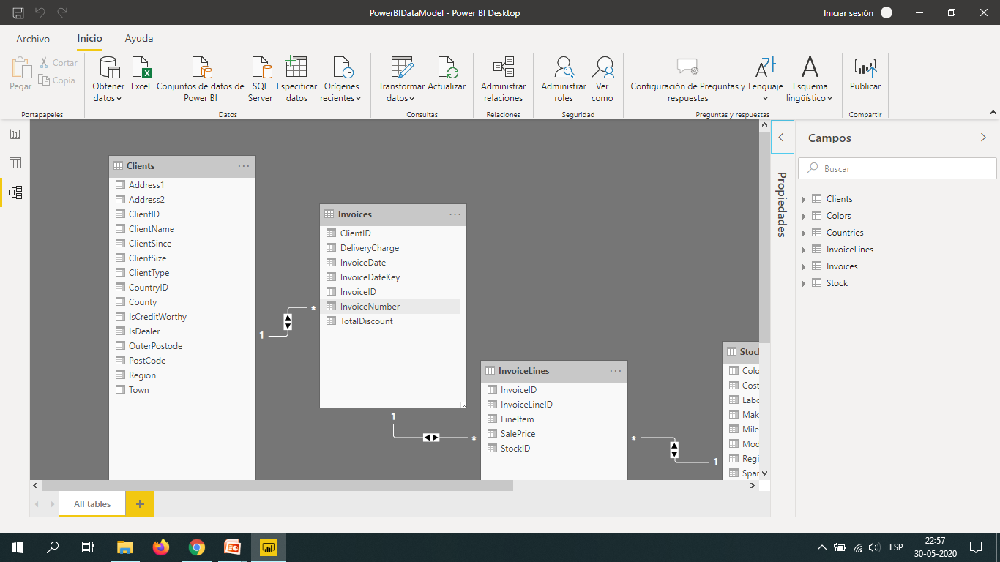 PowerBIDataModel - Power BI Desktop
Iniciar sesión
Archivo
Inicio
Ayuda
Pegar
Cortar
Copia
Portapapeles
Obtener datos
Excel
Conjuntos de datos de Power BI
SQL Server
Especificar datos
Orígenes recientes
Datos
Transformar datos
Actualizar
Consultas
Administrar relaciones
Relaciones
Administrar roles
Ver como
Seguridad
Configuración de Preguntas y respuestas
Lenguaje
Esquema lingüístico
Preguntas y respuestas
Publicar
Compartir
Clients
Address1
Address2
ClientID
ClientName
ClientSince
ClientSize
ClientType
CountryID
County
IsCreditWorthy
IsDealer
OuterPostode
PostCode
Region
Town
1
*
Invoices
ClientID
DeliveryCharge
InvoiceDate
InvoiceDateKey
InvoiceID
InvoiceNumber
TotalDiscount
1
*
InvoiceLines
InvoiceID
InvoiceLineID
LineItem
SalePrice
StockID
*
1
Stoc
Colo
Cost
Labo
Mak
Mile
Mod
Regi
Spar
Propiedades
Campos
Buscar
Clients
Colors
Countries
InvoiceLines
Invoices
Stock
All tables
ESP
22:57
30-05-2020